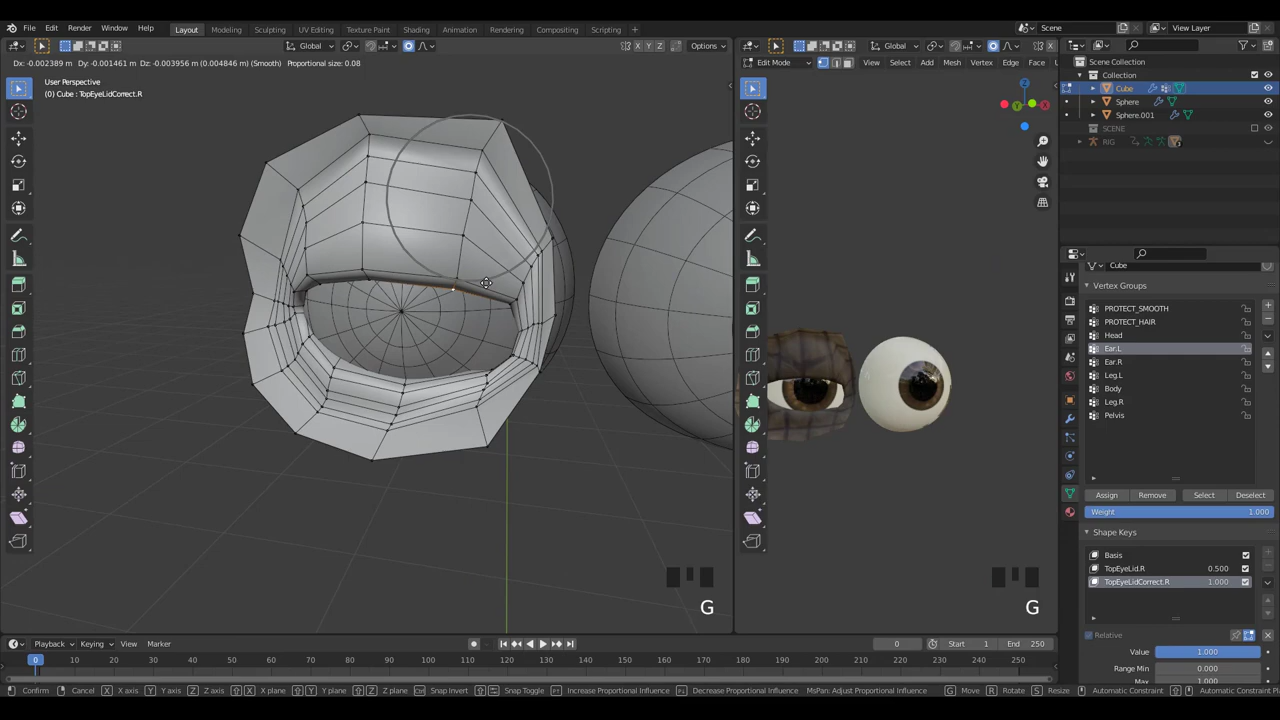 File Edit Render Window Help Layout Modeling Sculpting UV Editing Texture Paint Shading Animation Rendering Compositing Scripting Scene View Layer
Global X Y Z Options Global X
Dx: -0.002389 m Dy: -0.001461 m Dz: -0.003956 m (0.004846 m) (Smooth) Proportional size: 0.08
Edit Mode View Select Add Mesh Vertex Edge Face U
User Perspective
(0) Cube : TopEyeLidCorrect.R
Scene Collection
Collection
Cube
Sphere
Sphere.001
SCENE
RIG
Z
Y
X
Cube
Vertex Groups
PROTECT_SMOOTH
PROTECT_HAIR
Head
Ear.L
Ear.R
Leg.L
Body
Leg.R
Pelvis
Assign Remove Select Deselect
Weight 1.000
Shape Keys
Basis
TopEyeLid.R 0.500
TopEyeLidCorrect.R 1.000
Relative
Value 1.000
Range Min 0.000
Max 1.000
G
G
Playback Keying View Marker 0 Start 1 End 250
0 10 20 30 40 50 60 70 80 90 100 110 120 130 140 150 160 170 180 190 200 210 220 230 240 250
Confirm Cancel X X axis Y Y axis Z Z axis X X plane Y Y plane Z Z plane Ctrl Snap Invert Snap Toggle Increase Proportional Influence Decrease Proportional Influence MsPan: Adjust Proportional Influence G Move R Rotate S Resize Automatic Constraint Automatic Constraint Pla